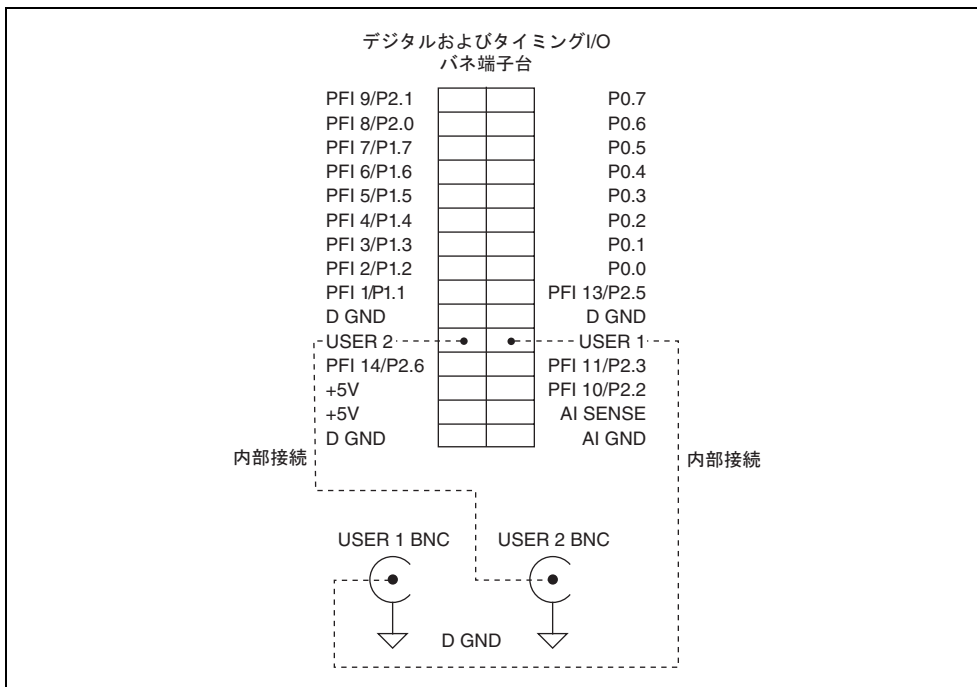 デジタルおよびタイミングI/O
バネ端子台
PFI 9/P2.1 P0.7
PFI 8/P2.0 P0.6
PFI 7/P1.7 P0.5
PFI 6/P1.6 P0.4
PFI 5/P1.5 P0.3
PFI 4/P1.4 P0.2
PFI 3/P1.3 P0.1
PFI 2/P1.2 P0.0
PFI 1/P1.1 PFI 13/P2.5
D GND D GND
USER 2 USER 1
PFI 14/P2.6 PFI 11/P2.3
+5V PFI 10/P2.2
+5V AI SENSE
D GND AI GND
内部接続 内部接続
USER 1 BNC USER 2 BNC
D GND